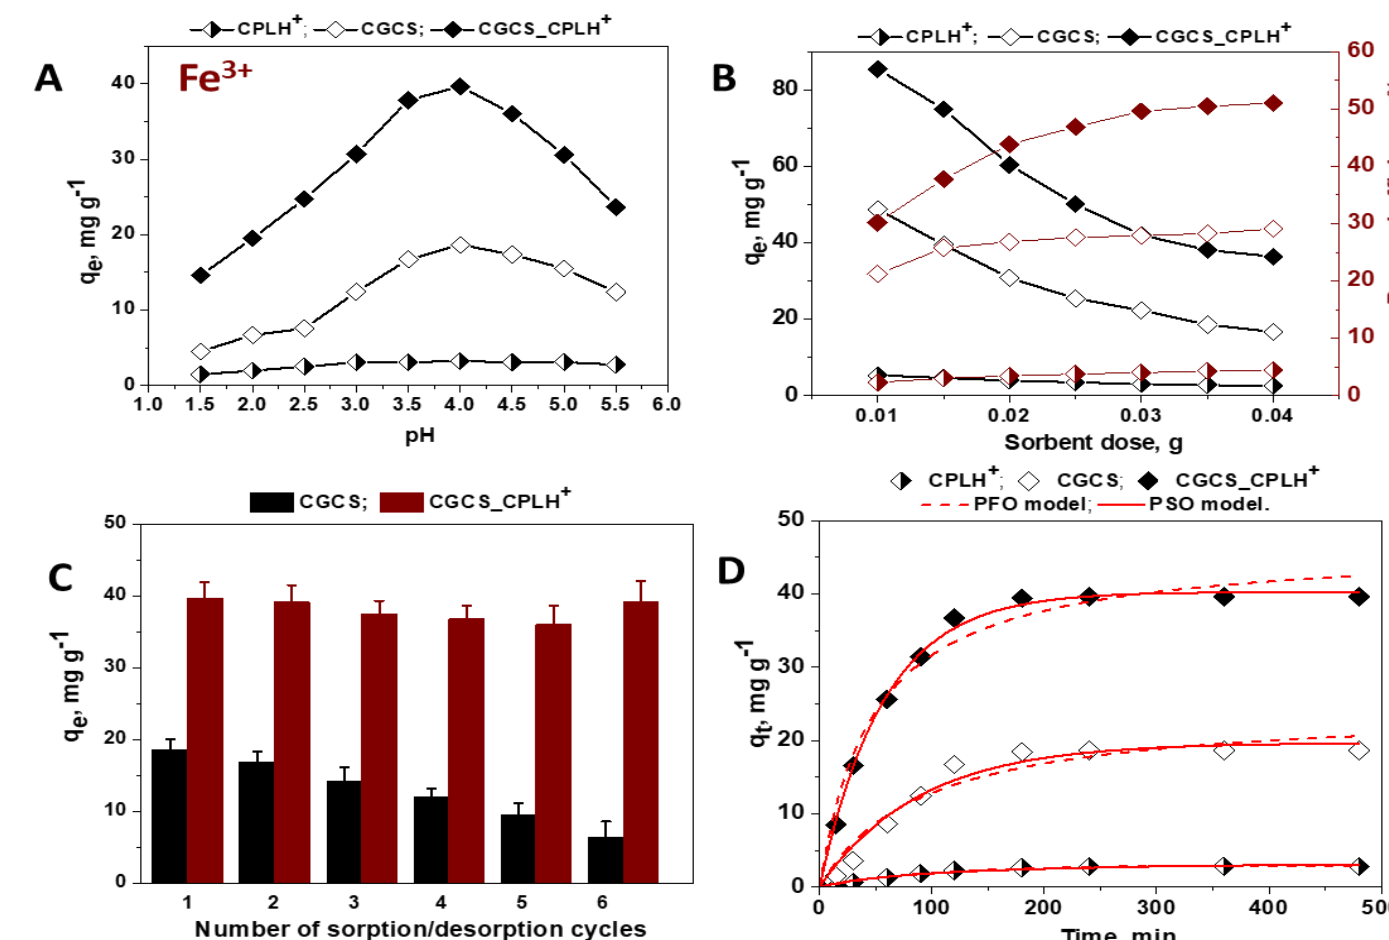 CPLH⁺; CGCS; CGCS_CPLH⁺
A
Fe³⁺
40
30
20
10
0
qₑ, mg g⁻¹
1.0 1.5 2.0 2.5 3.0 3.5 4.0 4.5 5.0 5.5 6.0
pH
CPLH⁺; CGCS; CGCS_CPLH⁺
B
80
60
40
20
0
qₑ, mg g⁻¹
60
50
40
30
20
10
0
0.01 0.02 0.03 0.04
Sorbent dose, g
CGCS; CGCS_CPLH⁺
C
50
40
30
20
10
0
qₑ, mg g⁻¹
1 2 3 4 5 6
Number of sorption/desorption cycles
CPLH⁺; CGCS; CGCS_CPLH⁺
PFO model; PSO model.
D
50
40
30
20
10
0
qₜ, mg g⁻¹
0 100 200 300 400 500
Time, min